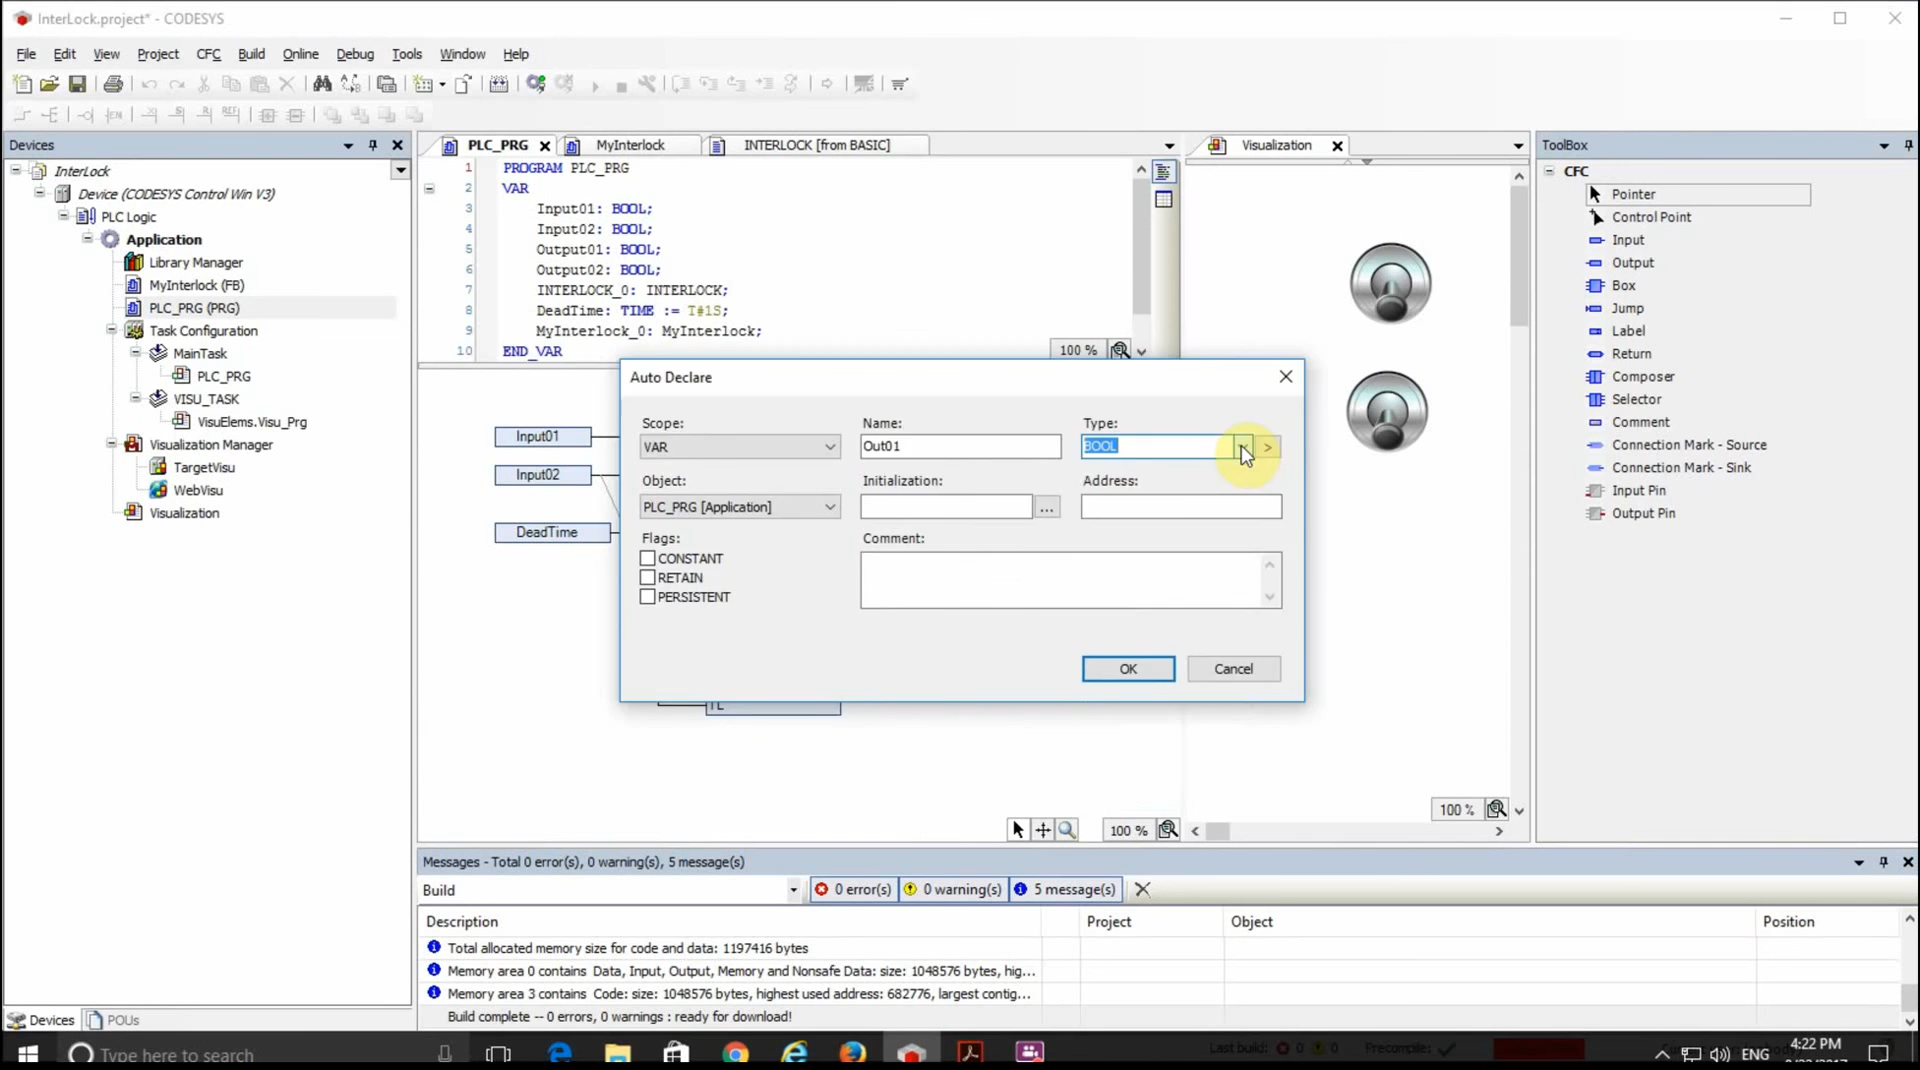 InterLock.project* - CODESYS
File Edit View Project CFC Build Online Debug Tools Window Help
Devices
InterLock
Device (CODESYS Control Win V3)
PLC Logic
Application
Library Manager
MyInterlock (FB)
PLC_PRG (PRG)
Task Configuration
MainTask
PLC_PRG
VISU_TASK
VisuElems.Visu_Prg
Visualization Manager
TargetVisu
WebVisu
Visualization
Devices POUs
PLC_PRG MyInterlock INTERLOCK [from BASIC]
1 PROGRAM PLC_PRG
2 VAR
3 Input01: BOOL;
4 Input02: BOOL;
5 Output01: BOOL;
6 Output02: BOOL;
7 INTERLOCK_0: INTERLOCK;
8 DeadTime: TIME := T#1S;
9 MyInterlock_0: MyInterlock;
10 END_VAR
100 %
Input01
Input02
DeadTime
TL
100 %
Auto Declare
Scope: Name: Type:
VAR Out01 BOOL >
Object: Initialization: Address:
PLC_PRG [Application] ...
Flags: Comment:
CONSTANT
RETAIN
PERSISTENT
OK Cancel
Visualization
100 %
ToolBox
CFC
Pointer
Control Point
Input
Output
Box
Jump
Label
Return
Composer
Selector
Comment
Connection Mark - Source
Connection Mark - Sink
Input Pin
Output Pin
Messages - Total 0 error(s), 0 warning(s), 5 message(s)
Build 0 error(s) 0 warning(s) 5 message(s)
Description Project Object Position
Total allocated memory size for code and data: 1197416 bytes
Memory area 0 contains Data, Input, Output, Memory and Nonsafe Data: size: 1048576 bytes, hig...
Memory area 3 contains Code: size: 1048576 bytes, highest used address: 682776, largest contig...
Build complete -- 0 errors, 0 warnings : ready for download!
Last build: 0 0 Precompile:
Type here to search
ENG 4:22 PM